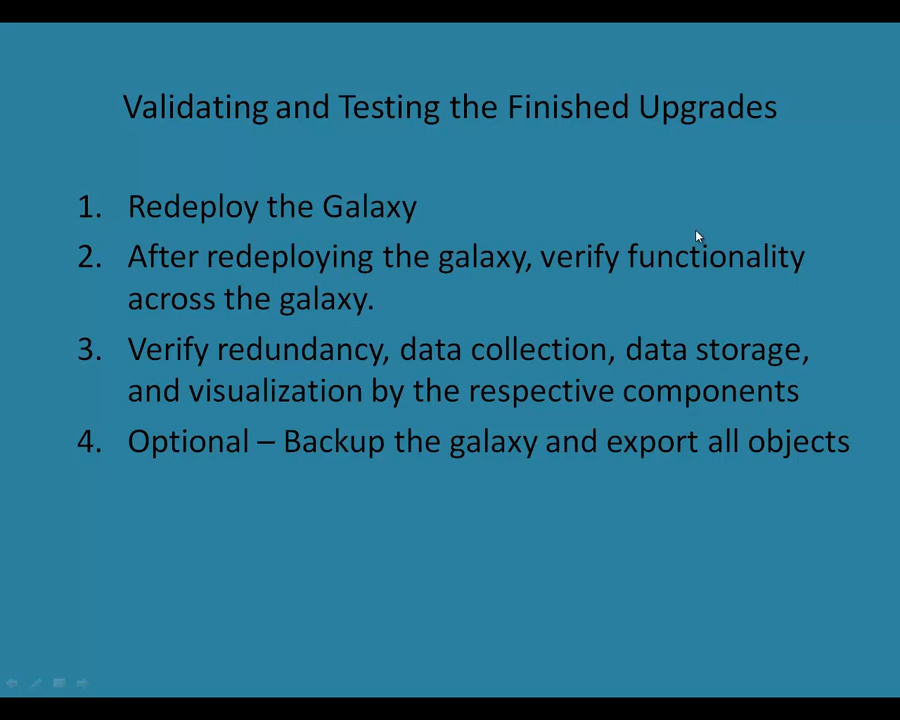 Validating and Testing the Finished Upgrades
1. Redeploy the Galaxy
2. After redeploying the galaxy, verify functionality
across the galaxy.
3. Verify redundancy, data collection, data storage,
and visualization by the respective components
4. Optional – Backup the galaxy and export all objects